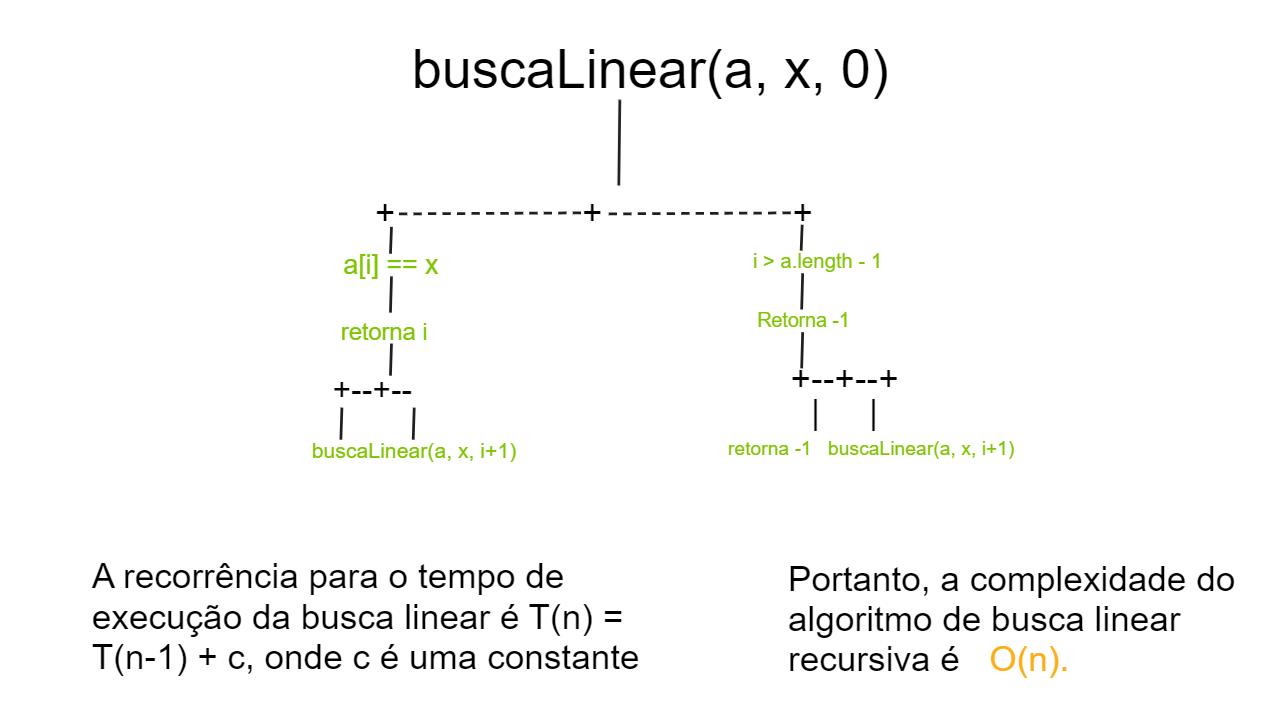 buscaLinear(a, x, 0)
+-------------+-------------+
a[i] == x
i > a.length - 1
retorna i
Retorna -1
+--+--
+--+--+
buscaLinear(a, x, i+1)
retorna -1 buscaLinear(a, x, i+1)
A recorrência para o tempo de
execução da busca linear é T(n) =
T(n-1) + c, onde c é uma constante
Portanto, a complexidade do
algoritmo de busca linear
recursiva é O(n).